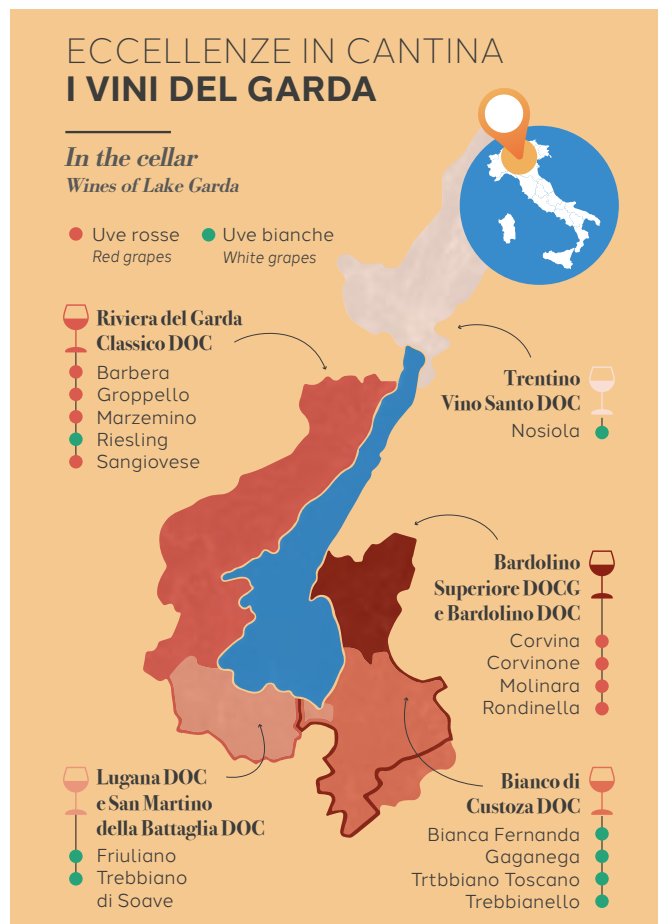 ECCELLENZE IN CANTINA
I VINI DEL GARDA
In the cellar
Wines of Lake Garda
Uve rosse
Red grapes
Uve bianche
White grapes
Riviera del Garda
Classico DOC
Barbera
Groppello
Marzemino
Riesling
Sangiovese
Trentino
Vino Santo DOC
Nosiola
Bardolino
Superiore DOCG
e Bardolino DOC
Corvina
Corvinone
Molinara
Rondinella
Lugana DOC
e San Martino
della Battaglia DOC
Friuliano
Trebbiano
di Soave
Bianco di
Custoza DOC
Bianca Fernanda
Gaganega
Trtbbiano Toscano
Trebbianello